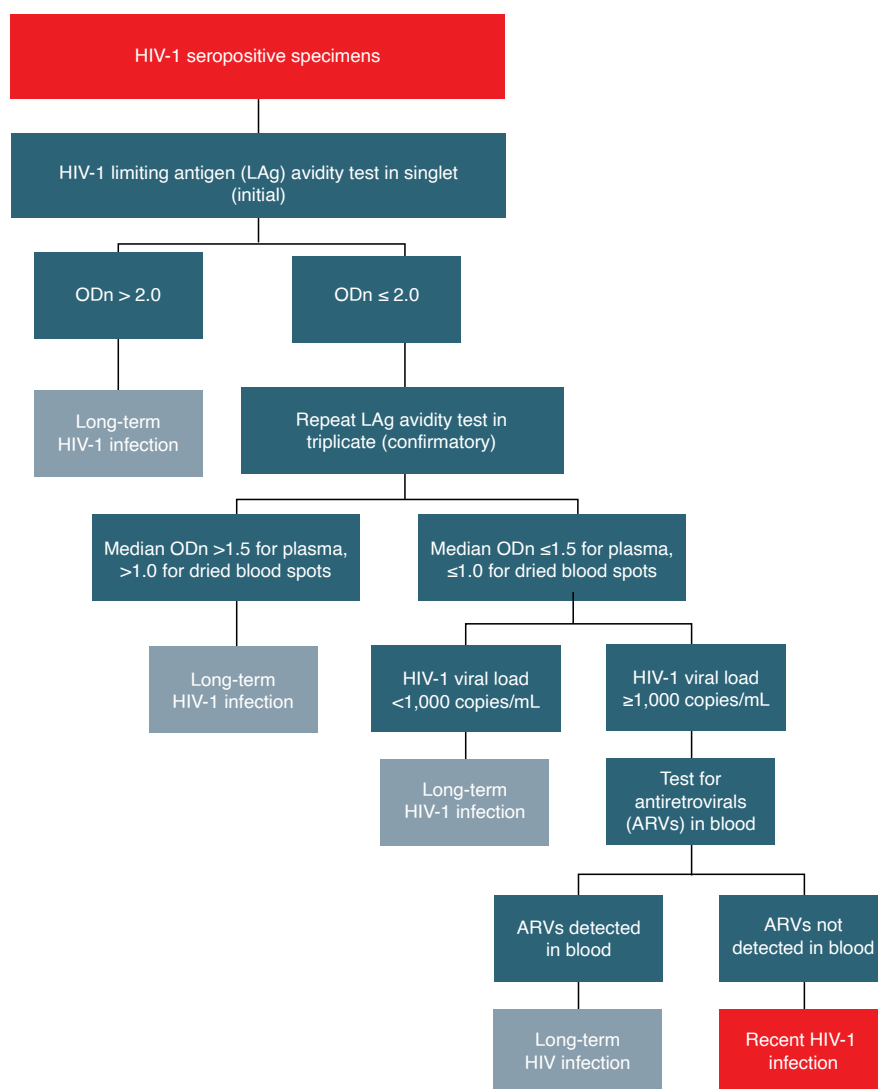 HIV-1 seropositive specimens
HIV-1 limiting antigen (LAg) avidity test in singlet
(initial)
ODn > 2.0
ODn ≤ 2.0
Long-term
HIV-1 infection
Repeat LAg avidity test in
triplicate (confirmatory)
Median ODn >1.5 for plasma,
>1.0 for dried blood spots
Median ODn ≤1.5 for plasma,
≤1.0 for dried blood spots
Long-term
HIV-1 infection
HIV-1 viral load
<1,000 copies/mL
HIV-1 viral load
≥1,000 copies/mL
Long-term
HIV-1 infection
Test for
antiretrovirals
(ARVs) in blood
ARVs detected
in blood
ARVs not
detected in blood
Long-term
HIV infection
Recent HIV-1
infection